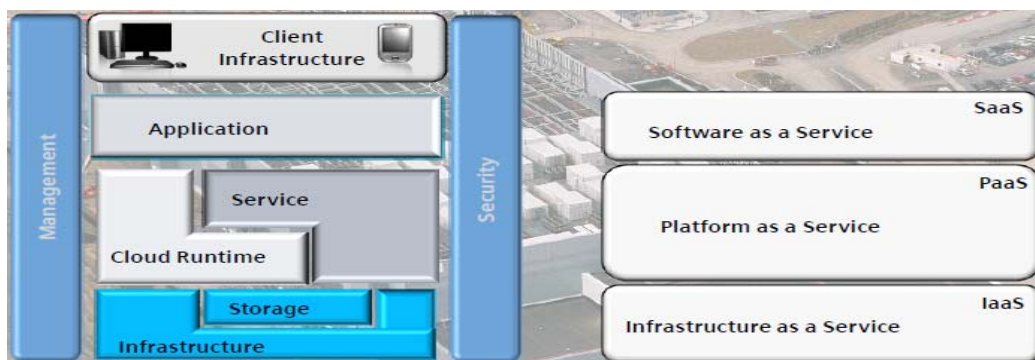 Client
Infrastructure
Management
Application
Service
Cloud Runtime
Storage
Infrastructure
Security
SaaS
Software as a Service
PaaS
Platform as a Service
IaaS
Infrastructure as a Service